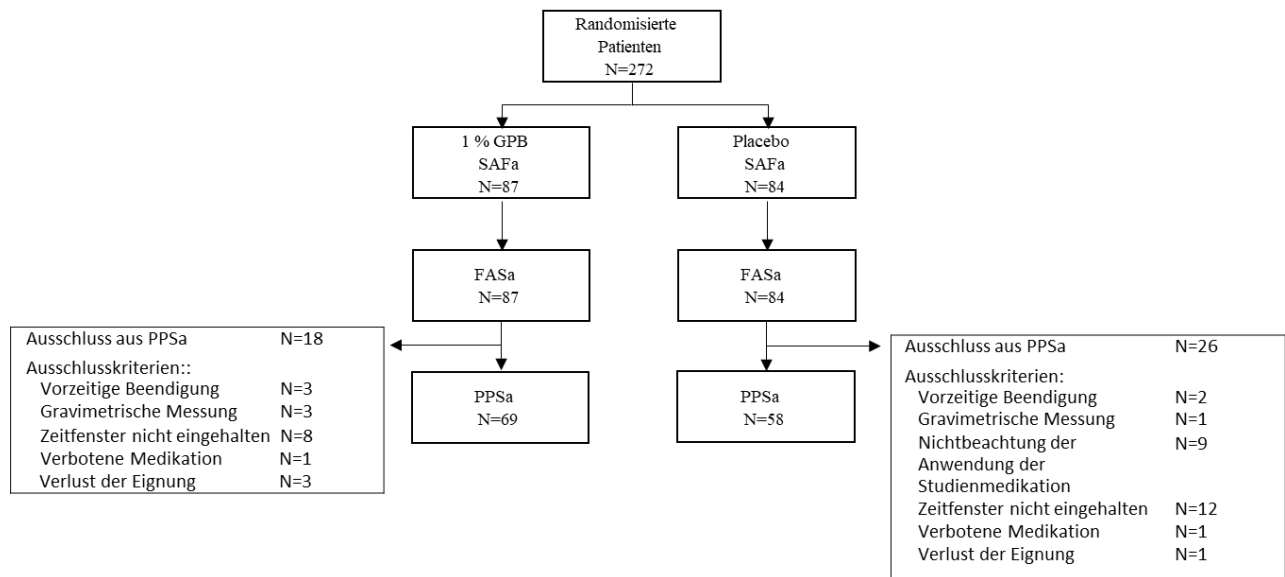 Randomisierte
Patienten
N=272
1 % GPB
SAFa
N=87
Placebo
SAFa
N=84
FASa
N=87
FASa
N=84
Ausschluss aus PPSa N=18
Ausschlusskriterien::
Vorzeitige Beendigung N=3
Gravimetrische Messung N=3
Zeitfenster nicht eingehalten N=8
Verbotene Medikation N=1
Verlust der Eignung N=3
PPSa
N=69
PPSa
N=58
Ausschluss aus PPSa N=26
Ausschlusskriterien:
Vorzeitige Beendigung N=2
Gravimetrische Messung N=1
Nichtbeachtung der N=9
Anwendung der
Studienmedikation
Zeitfenster nicht eingehalten N=12
Verbotene Medikation N=1
Verlust der Eignung N=1